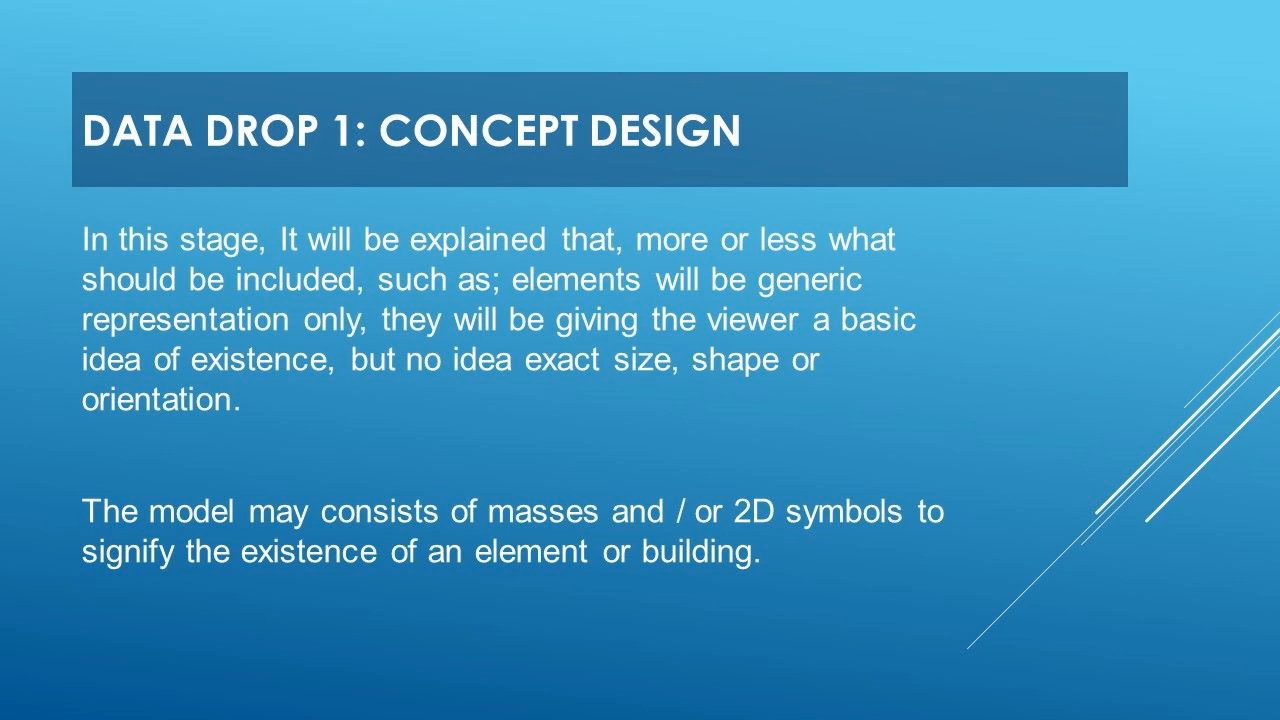 DATA DROP 1: CONCEPT DESIGN
In this stage, It will be explained that, more or less what
should be included, such as; elements will be generic
representation only, they will be giving the viewer a basic
idea of existence, but no idea exact size, shape or
orientation.
The model may consists of masses and / or 2D symbols to
signify the existence of an element or building.